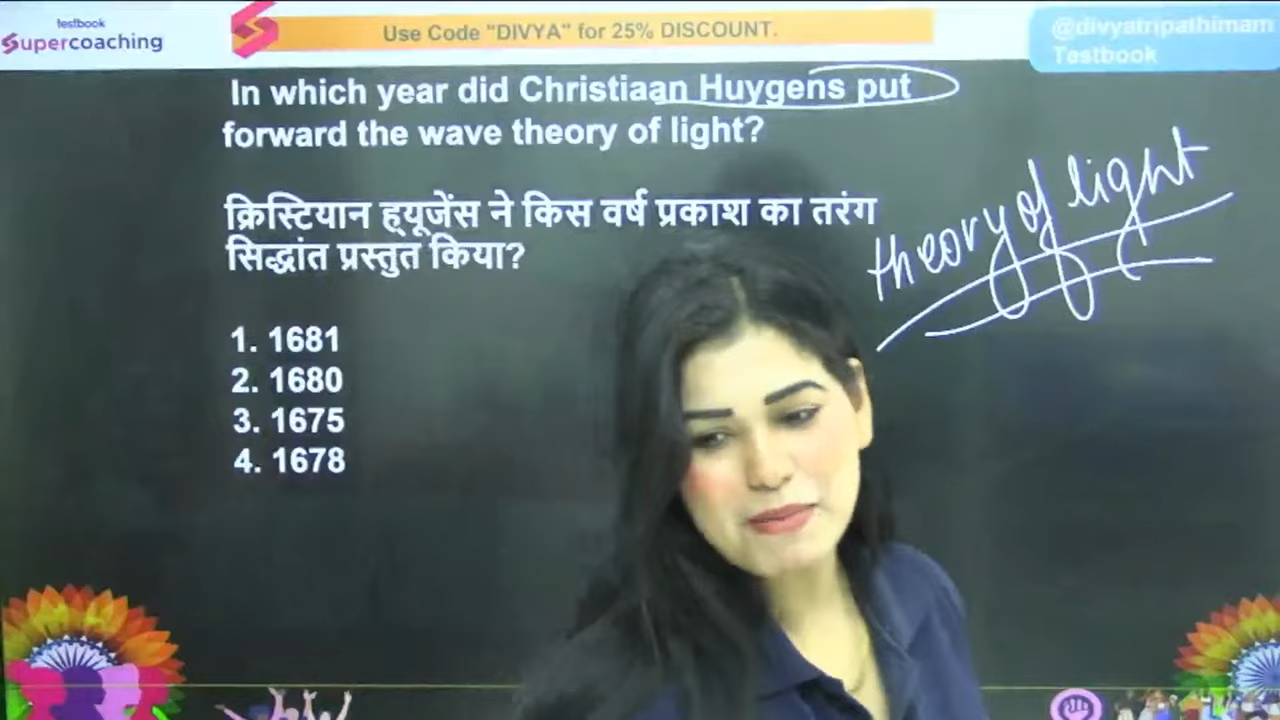 testbook
Supercoaching
Use Code "DIVYA" for 25% DISCOUNT.
@divyatripathimam
Testbook
In which year did Christiaan Huygens put
forward the wave theory of light?
क्रिस्टियान ह्यूजेंस ने किस वर्ष प्रकाश का तरंग
सिद्धांत प्रस्तुत किया?
1. 1681
2. 1680
3. 1675
4. 1678
theory of light